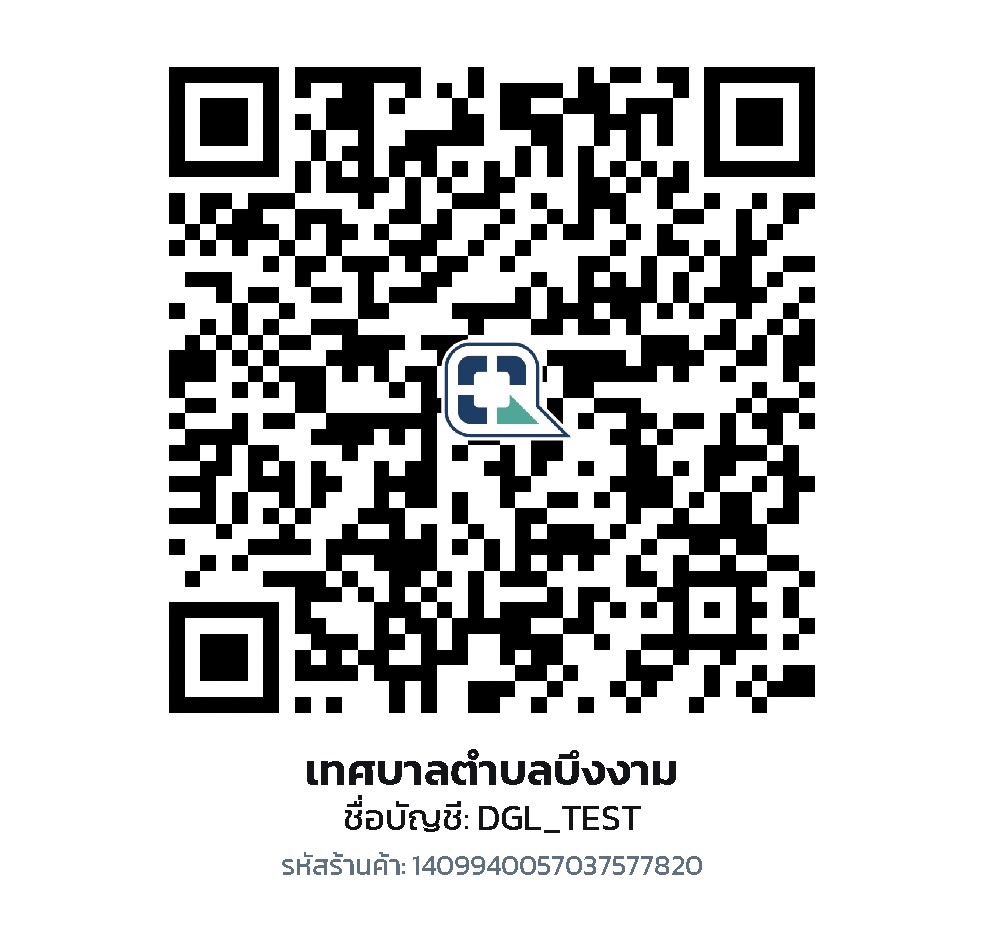 เทศบาลตำบลบึงงาม
ชื่อบัญชี: DGL_TEST
รหัสร้านค้า: 1409940057037577820